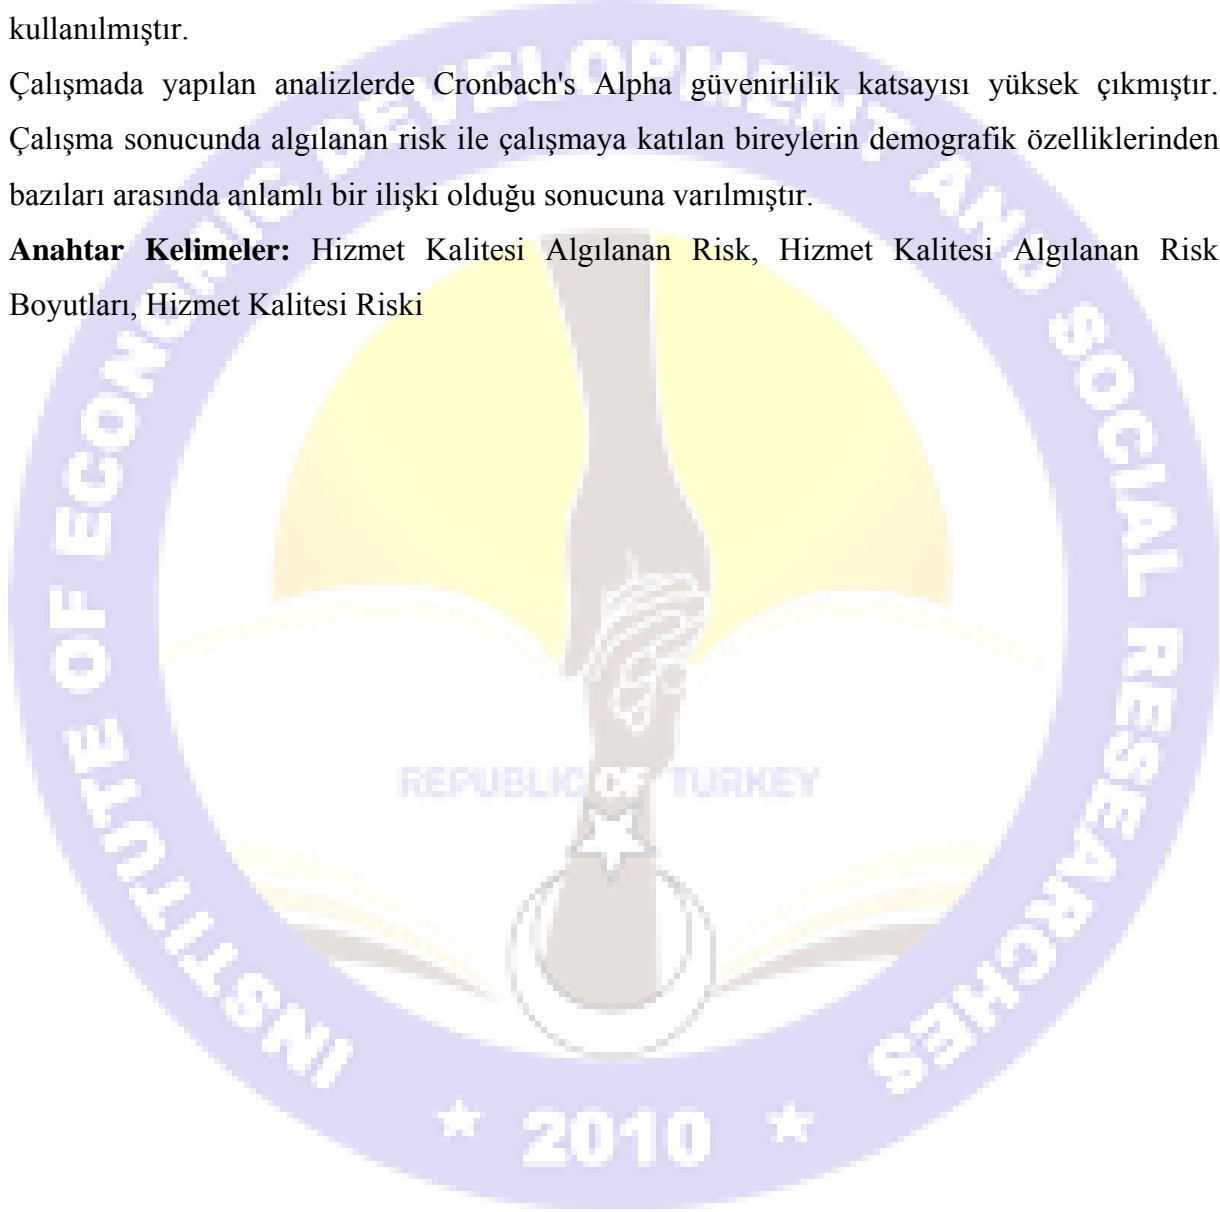 kullanılmıştır.
Çalışmada yapılan analizlerde Cronbach's Alpha güvenirlilik katsayısı yüksek çıkmıştır.
Çalışma sonucunda algılanan risk ile çalışmaya katılan bireylerin demografik özelliklerinden
bazıları arasında anlamlı bir ilişki olduğu sonucuna varılmıştır.
Anahtar Kelimeler: Hizmet Kalitesi Algılanan Risk, Hizmet Kalitesi Algılanan Risk
Boyutları, Hizmet Kalitesi Riski
INSTITUTE OF ECONOMIC DEVELOPMENT AND SOCIAL RESEARCHES
REPUBLIC OF TURKEY
★ 2010 ★